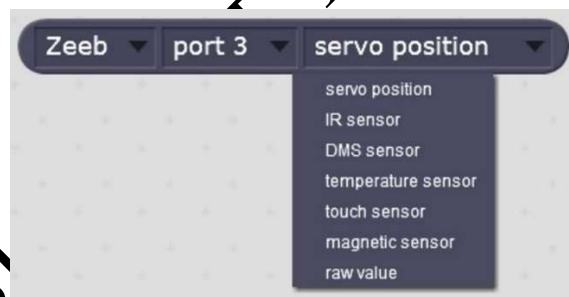 Zeeb port 3 servo position
servo position
IR sensor
DMS sensor
temperature sensor
touch sensor
magnetic sensor
raw value